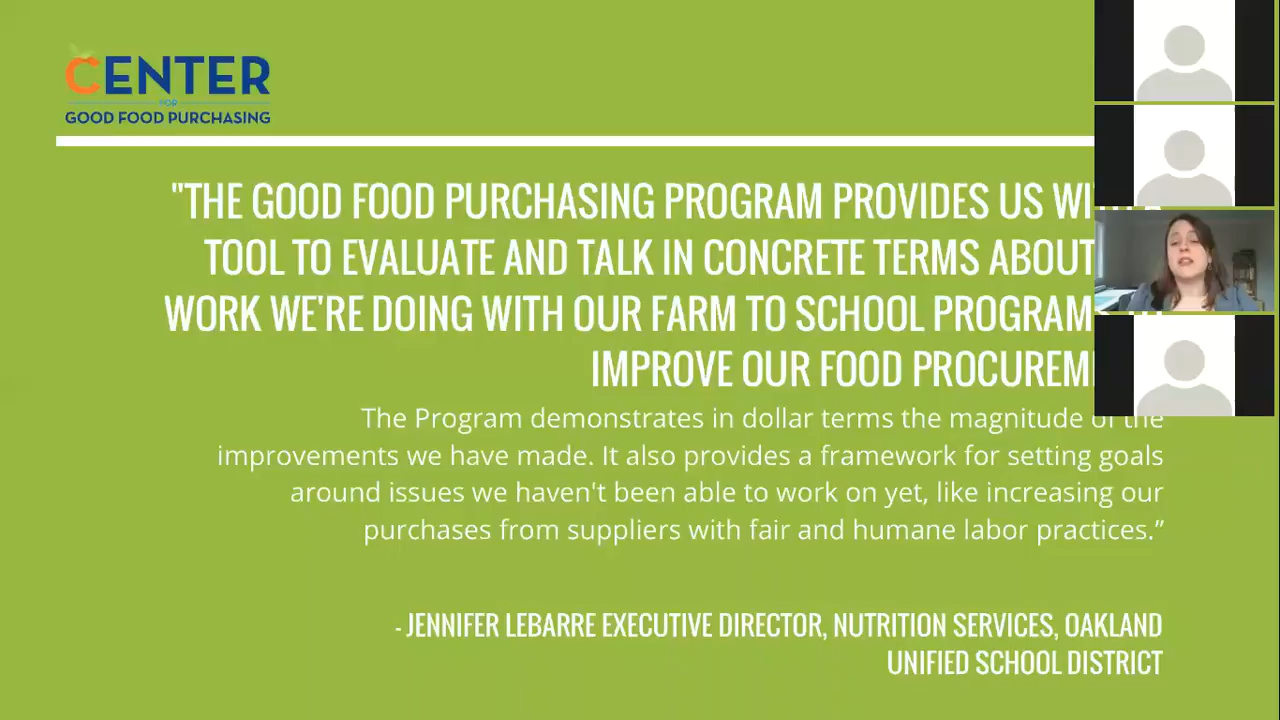 CENTER
FOR
GOOD FOOD PURCHASING
"THE GOOD FOOD PURCHASING PROGRAM PROVIDES US
TOOL TO EVALUATE AND TALK IN CONCRETE TERMS ABOUT
WORK WE'RE DOING WITH OUR FARM TO SCHOOL
IMPROVE OUR FOOD
The Program demonstrates in dollar terms the magnitude of the
improvements we have made. It also provides a framework for setting goals
around issues we haven't been able to work on yet, like increasing our
purchases from suppliers with fair and humane labor practices.”
- JENNIFER LEBARRE EXECUTIVE DIRECTOR, NUTRITION SERVICES, OAKLAND
UNIFIED SCHOOL DISTRICT